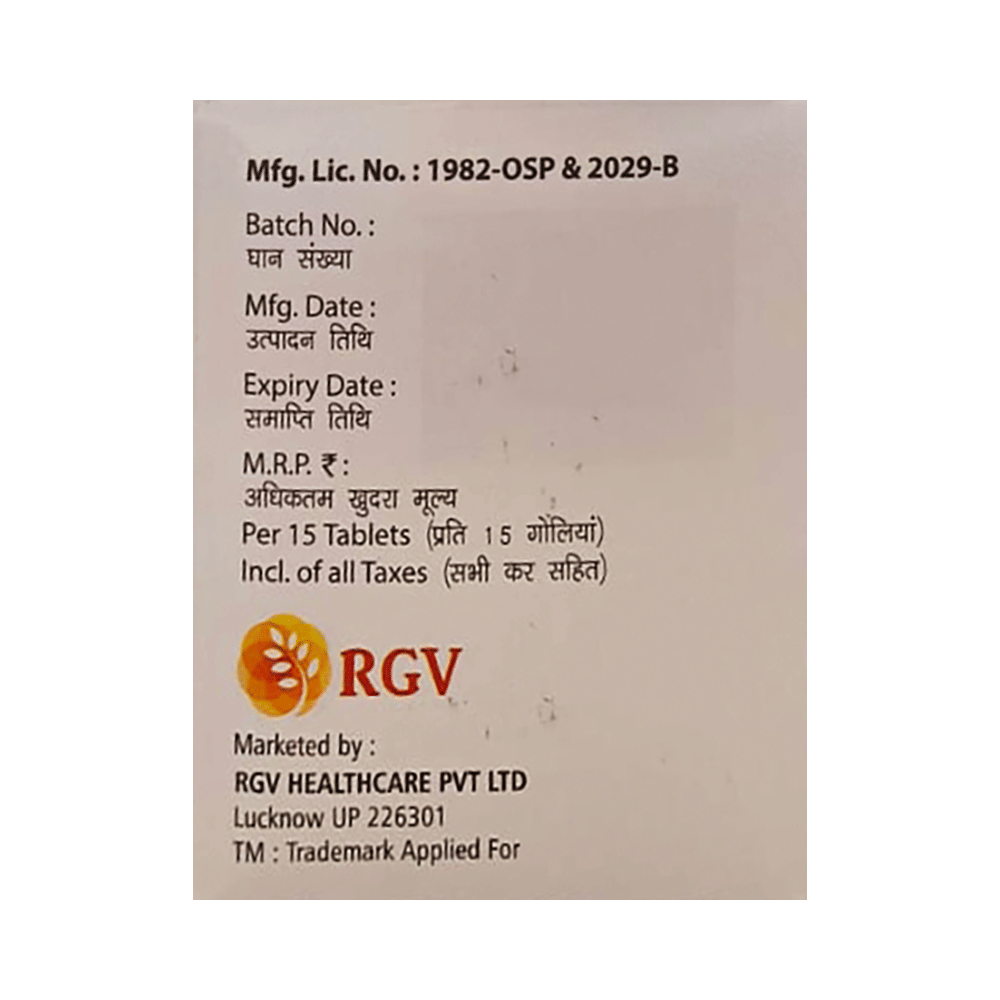 Mfg. Lic. No. : 1982-OSP & 2029-B
Batch No. :
घान संख्या
Mfg. Date :
उत्पादन तिथि
Expiry Date :
समाप्ति तिथि
M.R.P. ₹ :
अधिकतम खुदरा मूल्य
Per 15 Tablets (प्रति 15 गोलियां)
Incl. of all Taxes (सभी कर सहित)
RGV
Marketed by :
RGV HEALTHCARE PVT LTD
Lucknow UP 226301
TM : Trademark Applied For